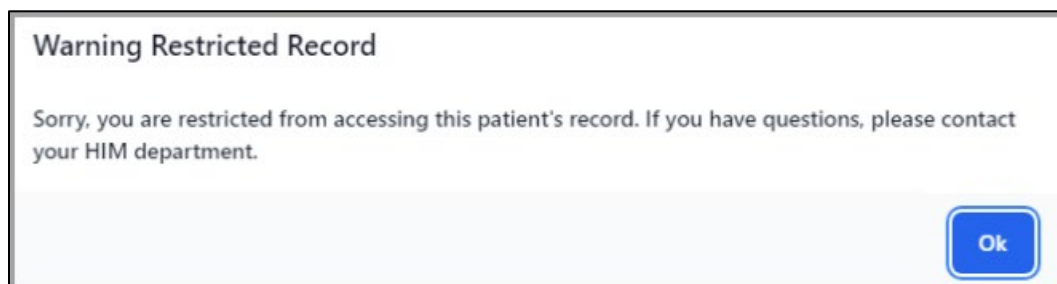 Warning Restricted Record
Sorry, you are restricted from accessing this patient's record. If you have questions, please contact
your HIM department.
Ok